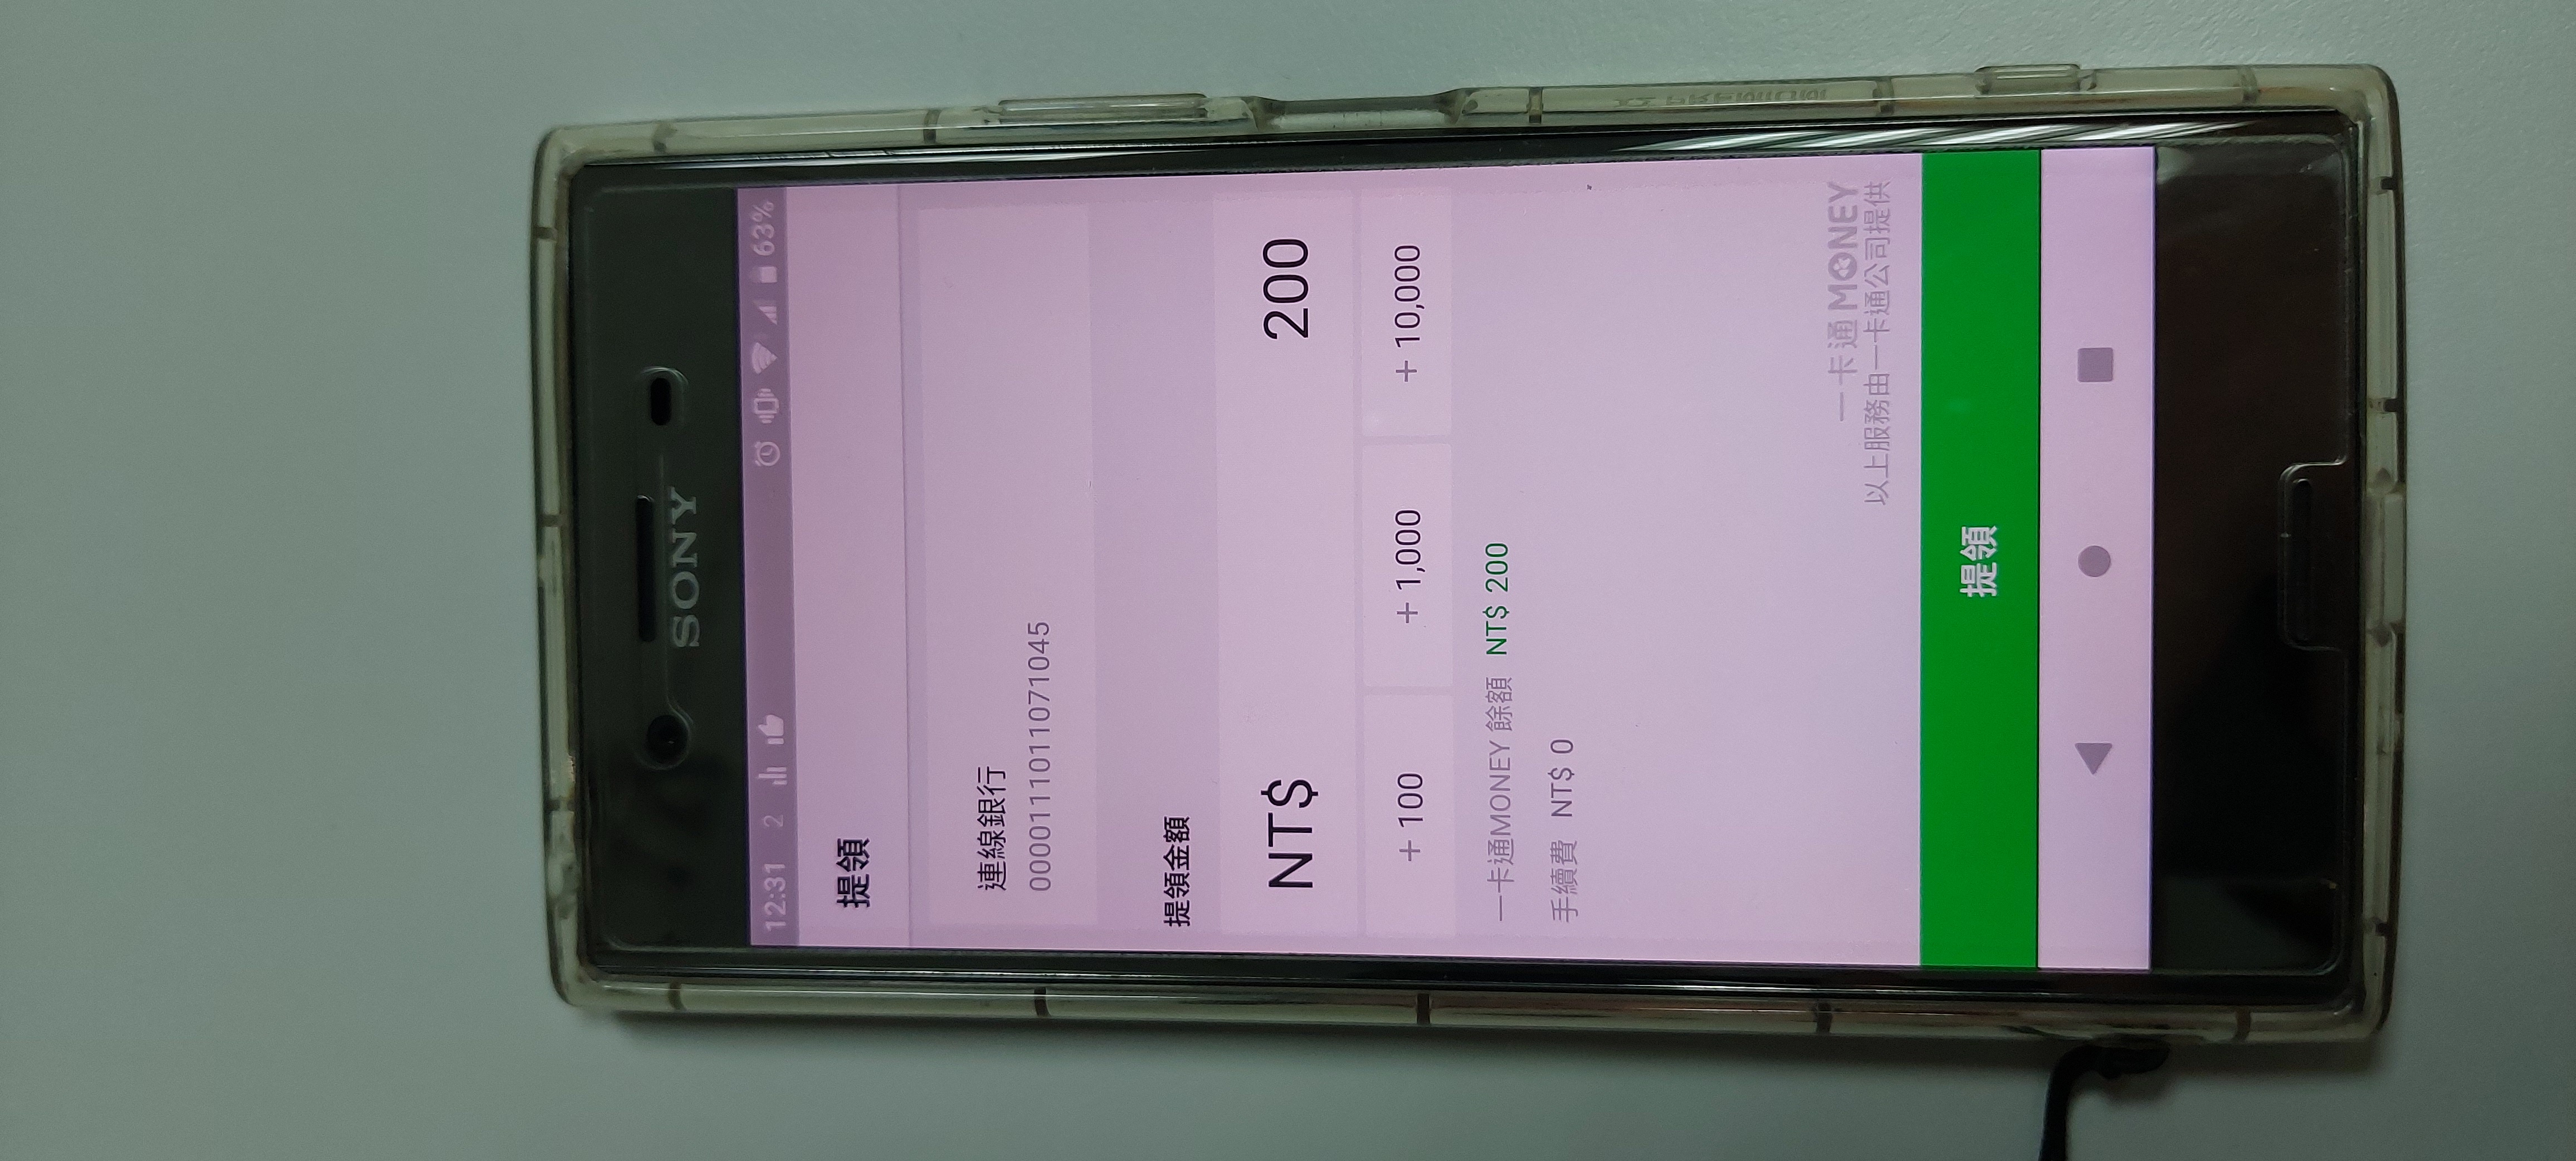 SONY
12:31 2 63%
提領
連線銀行
0000111011071045
提領金額
NT$ 200
+ 100 + 1,000 + 10,000
一卡通MONEY 餘額 NT$ 200
手續費 NT$ 0
一卡通 MONEY
以上服務由一卡通公司提供
提領